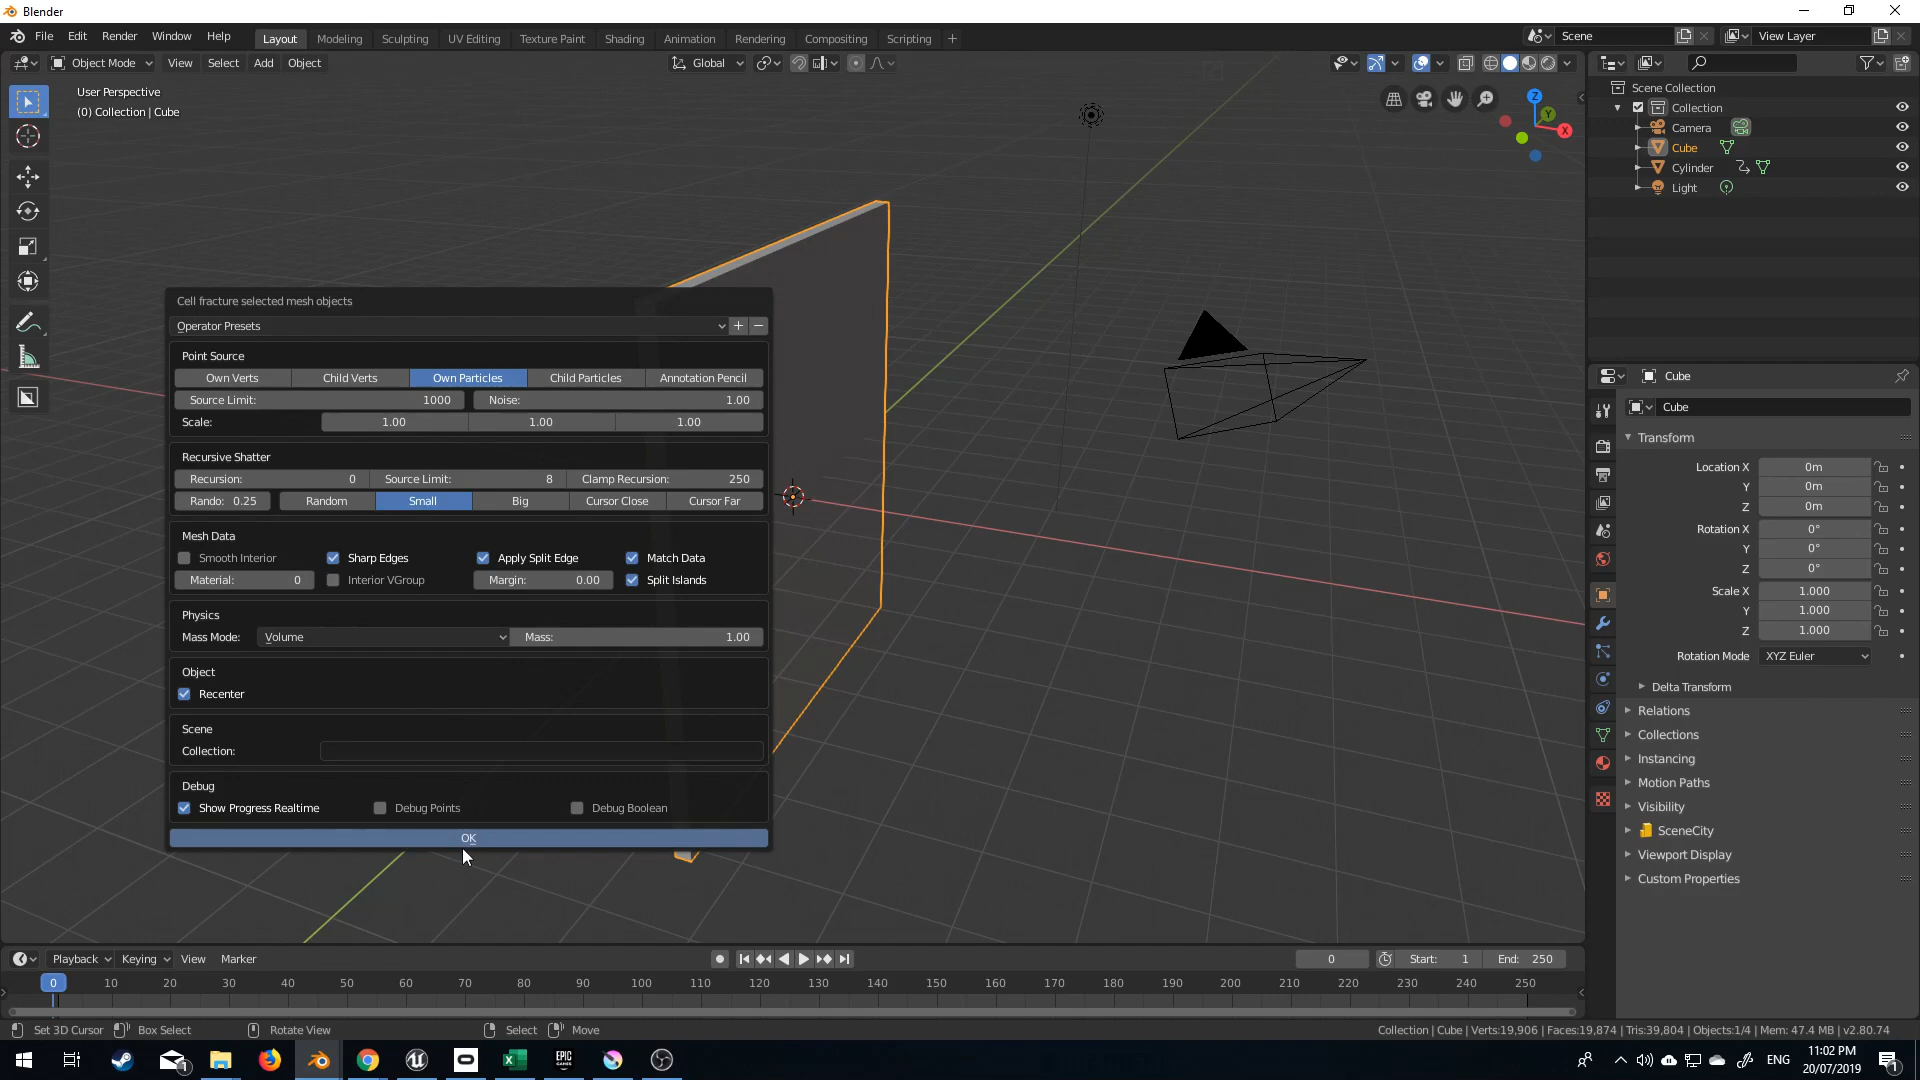 Blender
File Edit Render Window Help
Layout Modeling Sculpting UV Editing Texture Paint Shading Animation Rendering Compositing Scripting +
Scene
View Layer
Object Mode View Select Add Object
Global
User Perspective
(0) Collection | Cube
Z
Y
X
Cell fracture selected mesh objects
Operator Presets
Point Source
Own Verts Child Verts Own Particles Child Particles Annotation Pencil
Source Limit: 1000 Noise: 1.00
Scale: 1.00 1.00 1.00
Recursive Shatter
Recursion: 0 Source Limit: 8 Clamp Recursion: 250
Rando: 0.25 Random Small Big Cursor Close Cursor Far
Mesh Data
Smooth Interior Sharp Edges Apply Split Edge Match Data
Material: 0 Interior VGroup Margin: 0.00 Split Islands
Physics
Mass Mode: Volume Mass: 1.00
Object
Recenter
Scene
Collection:
Debug
Show Progress Realtime Debug Points Debug Boolean
OK
Scene Collection
Collection
Camera
Cube
Cylinder
Light
Cube
Cube
Transform
Location X 0m
Y 0m
Z 0m
Rotation X 0°
Y 0°
Z 0°
Scale X 1.000
Y 1.000
Z 1.000
Rotation Mode XYZ Euler
Delta Transform
Relations
Collections
Instancing
Motion Paths
Visibility
SceneCity
Viewport Display
Custom Properties
Playback Keying View Marker
0 Start: 1 End: 250
0 10 20 30 40 50 60 70 80 90 100 110 120 130 140 150 160 170 180 190 200 210 220 230 240 250
Set 3D Cursor Box Select Rotate View Select Move
Collection | Cube | Verts:19,906 | Faces:19,874 | Tris:39,804 | Objects:1/4 | Mem: 47.4 MB | v2.80.74
1
EPIC
GAMES
ENG
11:02 PM
20/07/2019
1